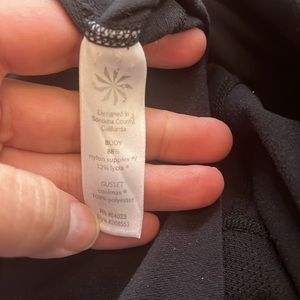 Designed in
Sonoma County
California
BODY
88%
nylon supplex ®/
12% lycra ®
GUSSET
coolmax ®
100% polyester